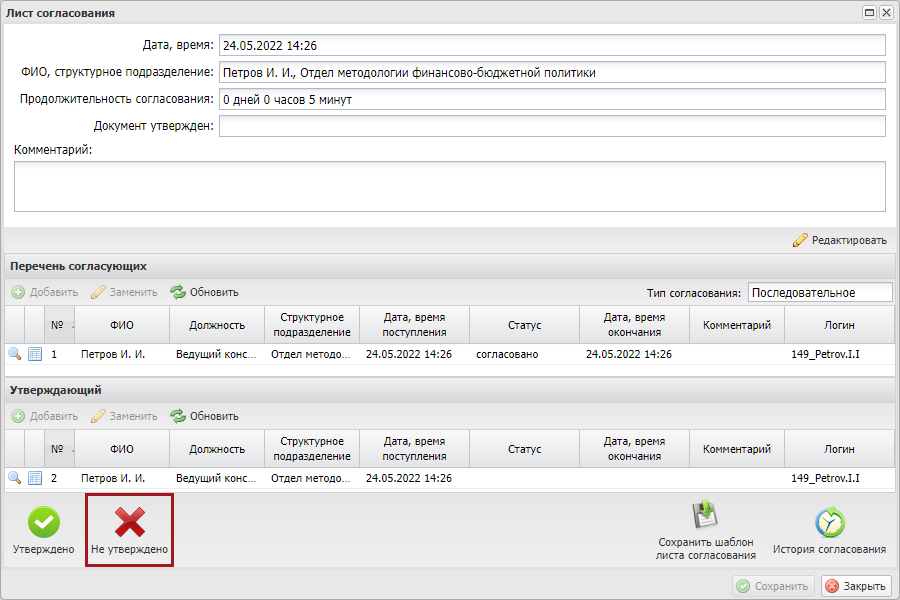 Лист согласования
Дата, время: 24.05.2022 14:26
ФИО, структурное подразделение: Петров И. И., Отдел методологии финансово-бюджетной политики
Продолжительность согласования: 0 дней 0 часов 5 минут
Документ утвержден:
Комментарий:
Редактировать
Перечень согласующих
Добавить Заменить Обновить Тип согласования: Последовательное
№ ФИО Должность Структурное подразделение Дата, время поступления Статус Дата, время окончания Комментарий Логин
1 Петров И. И. Ведущий конс... Отдел методо... 24.05.2022 14:26 согласовано 24.05.2022 14:26 149_Petrov.I.I
Утверждающий
Добавить Заменить Обновить
№ ФИО Должность Структурное подразделение Дата, время поступления Статус Дата, время окончания Комментарий Логин
2 Петров И. И. Ведущий конс... Отдел методо... 24.05.2022 14:26 149_Petrov.I.I
Утверждено Не утверждено Сохранить шаблон листа согласования История согласования
Сохранить Закрыть